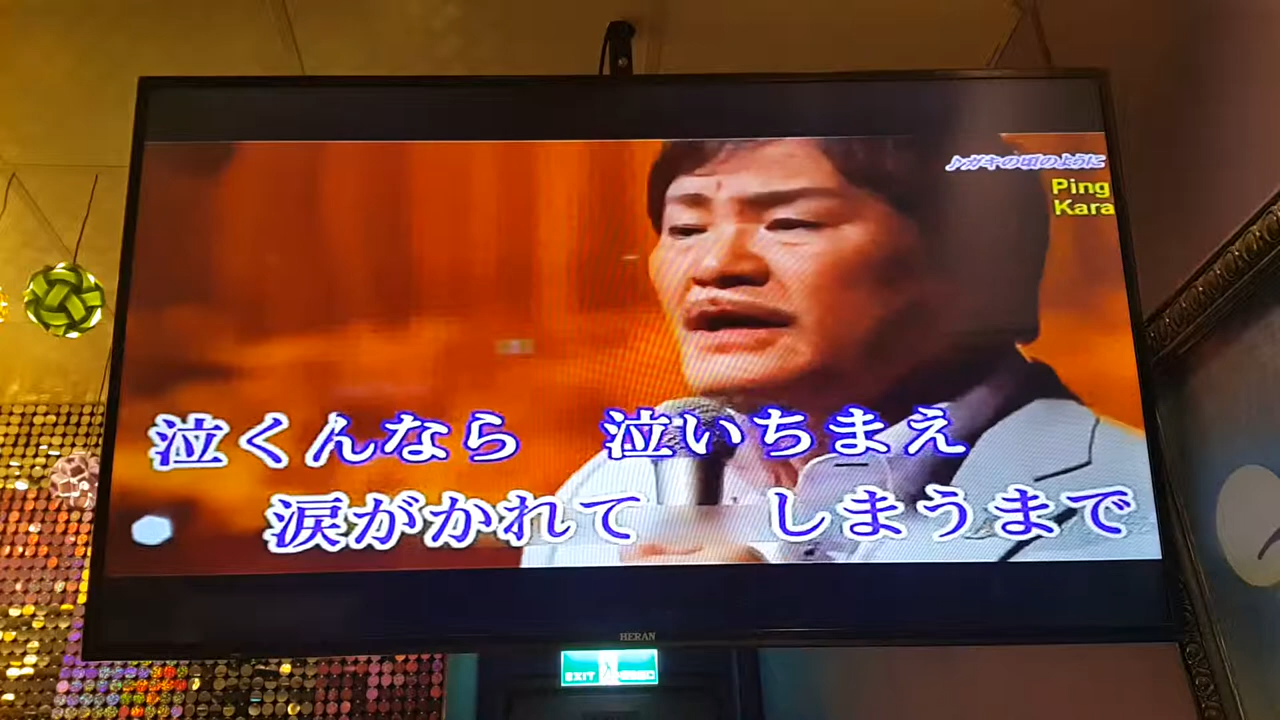 ♪ガキの頃のように
Ping
Kara
泣くんなら 泣いちまえ
涙がかれて しまうまで
HERAN
EXIT